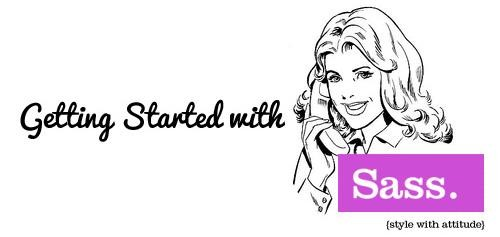 Getting Started with
Sass.
{style with attitude}